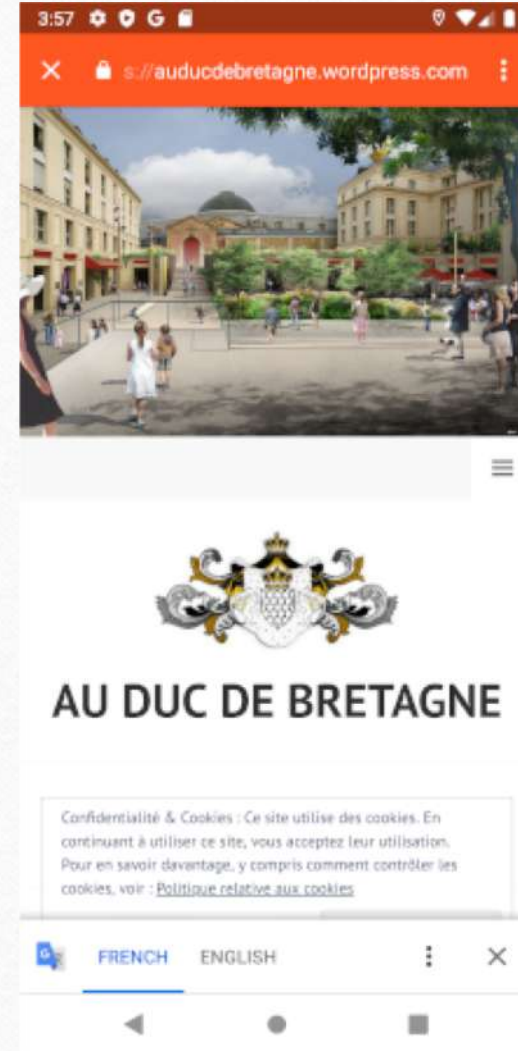 3:57
s://auducdebretagne.wordpress.com
AU DUC DE BRETAGNE
Confidentialité & Cookies : Ce site utilise des cookies. En
continuant à utiliser ce site, vous acceptez leur utilisation.
Pour en savoir davantage, y compris comment contrôler les
cookies, voir : Politique relative aux cookies
FRENCH ENGLISH